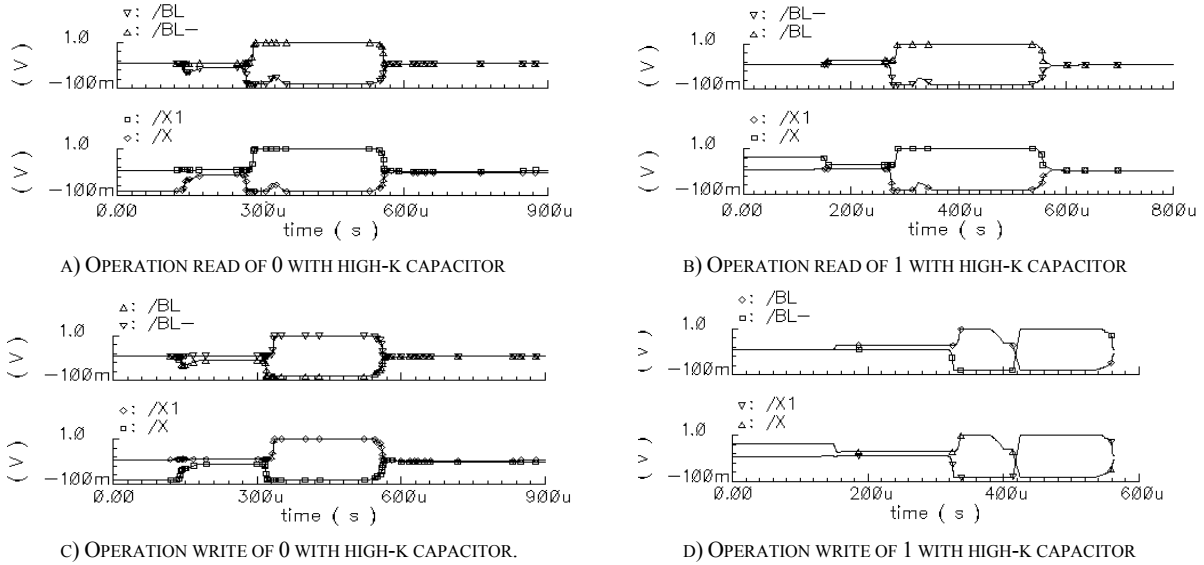 ▽: /BL
△: /BL−
1.0
(V)
−100m
□: /X1
◇: /X
1.0
(V)
−100m
0.00 300u 600u 900u
time ( s )
A) OPERATION READ OF 0 WITH HIGH-K CAPACITOR
▽: /BL−
△: /BL
1.0
(V)
−100m
◇: /X1
□: /X
1.0
(V)
−100m
0.00 200u 400u 600u 800u
time ( s )
B) OPERATION READ OF 1 WITH HIGH-K CAPACITOR
△: /BL
▽: /BL−
1.0
(V)
−100m
◇: /X1
□: /X
1.0
(V)
−100m
0.00 300u 600u 900u
time ( s )
C) OPERATION WRITE OF 0 WITH HIGH-K CAPACITOR.
◇: /BL
□: /BL−
1.0
(V)
−100m
▽: /X1
△: /X
1.0
(V)
−100m
0.00 200u 400u 600u
time ( s )
D) OPERATION WRITE OF 1 WITH HIGH-K CAPACITOR